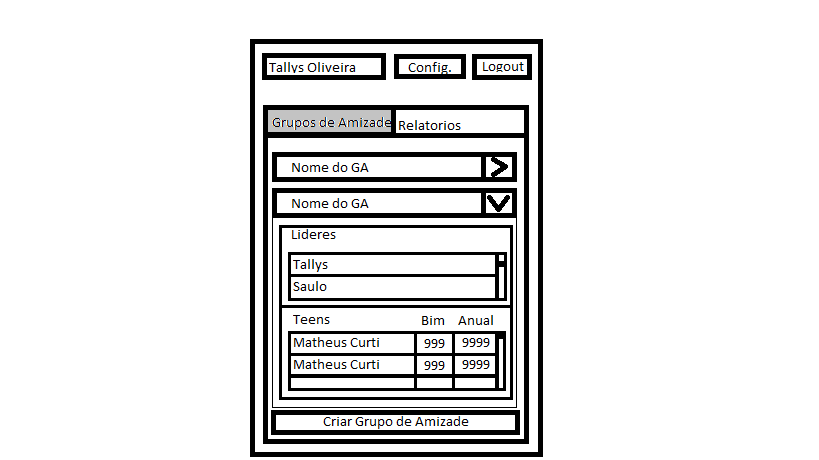 Tallys Oliveira Config. Logout
Grupos de Amizade Relatorios
Nome do GA
Nome do GA
Lideres
Tallys
Saulo
Teens Bim Anual
Matheus Curti 999 9999
Matheus Curti 999 9999
Criar Grupo de Amizade